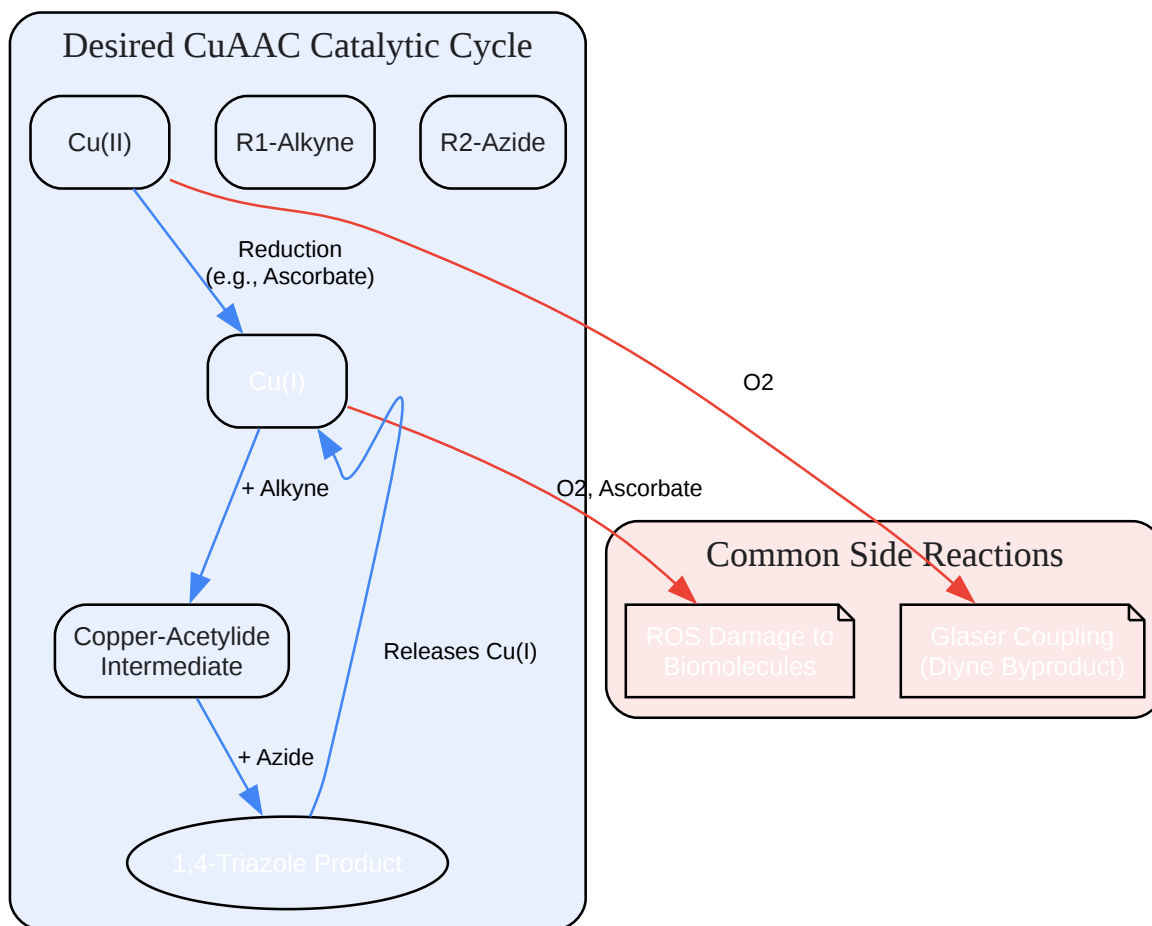 Desired CuAAC Catalytic Cycle
Cu(II)
R1-Alkyne
R2-Azide
Reduction
(e.g., Ascorbate)
Cu(I)
O2
+ Alkyne
O2, Ascorbate
Common Side Reactions
Copper-Acetylide
Intermediate
Releases Cu(I)
ROS Damage to
Biomolecules
Glaser Coupling
(Diyne Byproduct)
+ Azide
1,4-Triazole Product